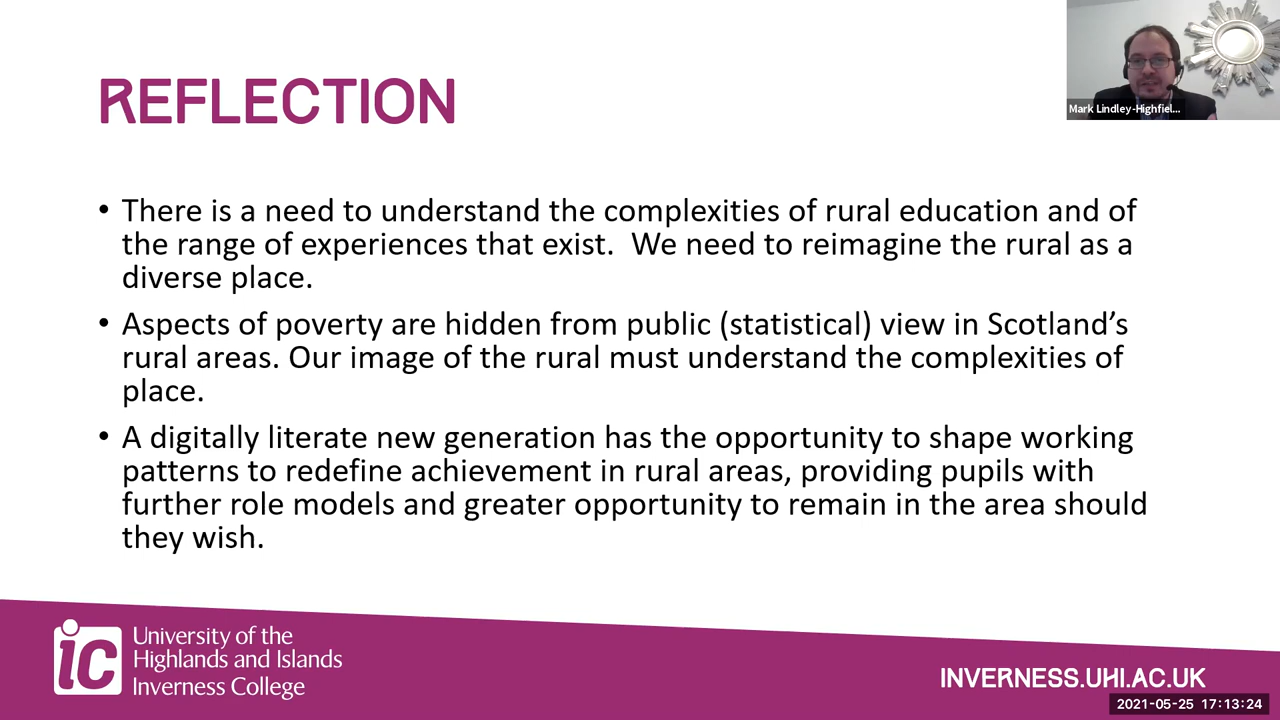 REFLECTION
Mark Lindley-Highfiel...
• There is a need to understand the complexities of rural education and of
the range of experiences that exist.  We need to reimagine the rural as a
diverse place.
• Aspects of poverty are hidden from public (statistical) view in Scotland’s
rural areas. Our image of the rural must understand the complexities of
place.
• A digitally literate new generation has the opportunity to shape working
patterns to redefine achievement in rural areas, providing pupils with
further role models and greater opportunity to remain in the area should
they wish.
ic
University of the
Highlands and Islands
Inverness College
INVERNESS.UHI.AC.UK
2021-05-25 17:13:24